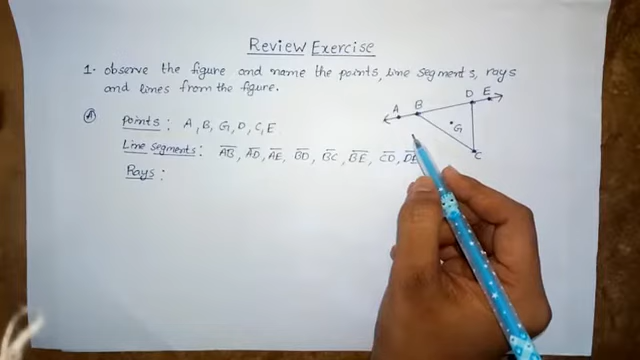 Review Exercise
1. observe the figure and name the points, line segments, rays
and lines from the figure.
A
Points : A, B, G, D, C, E
Line segments : AB, AD, AE, BD, BC, BE, CD, DE
Rays :
A B D E
G
C